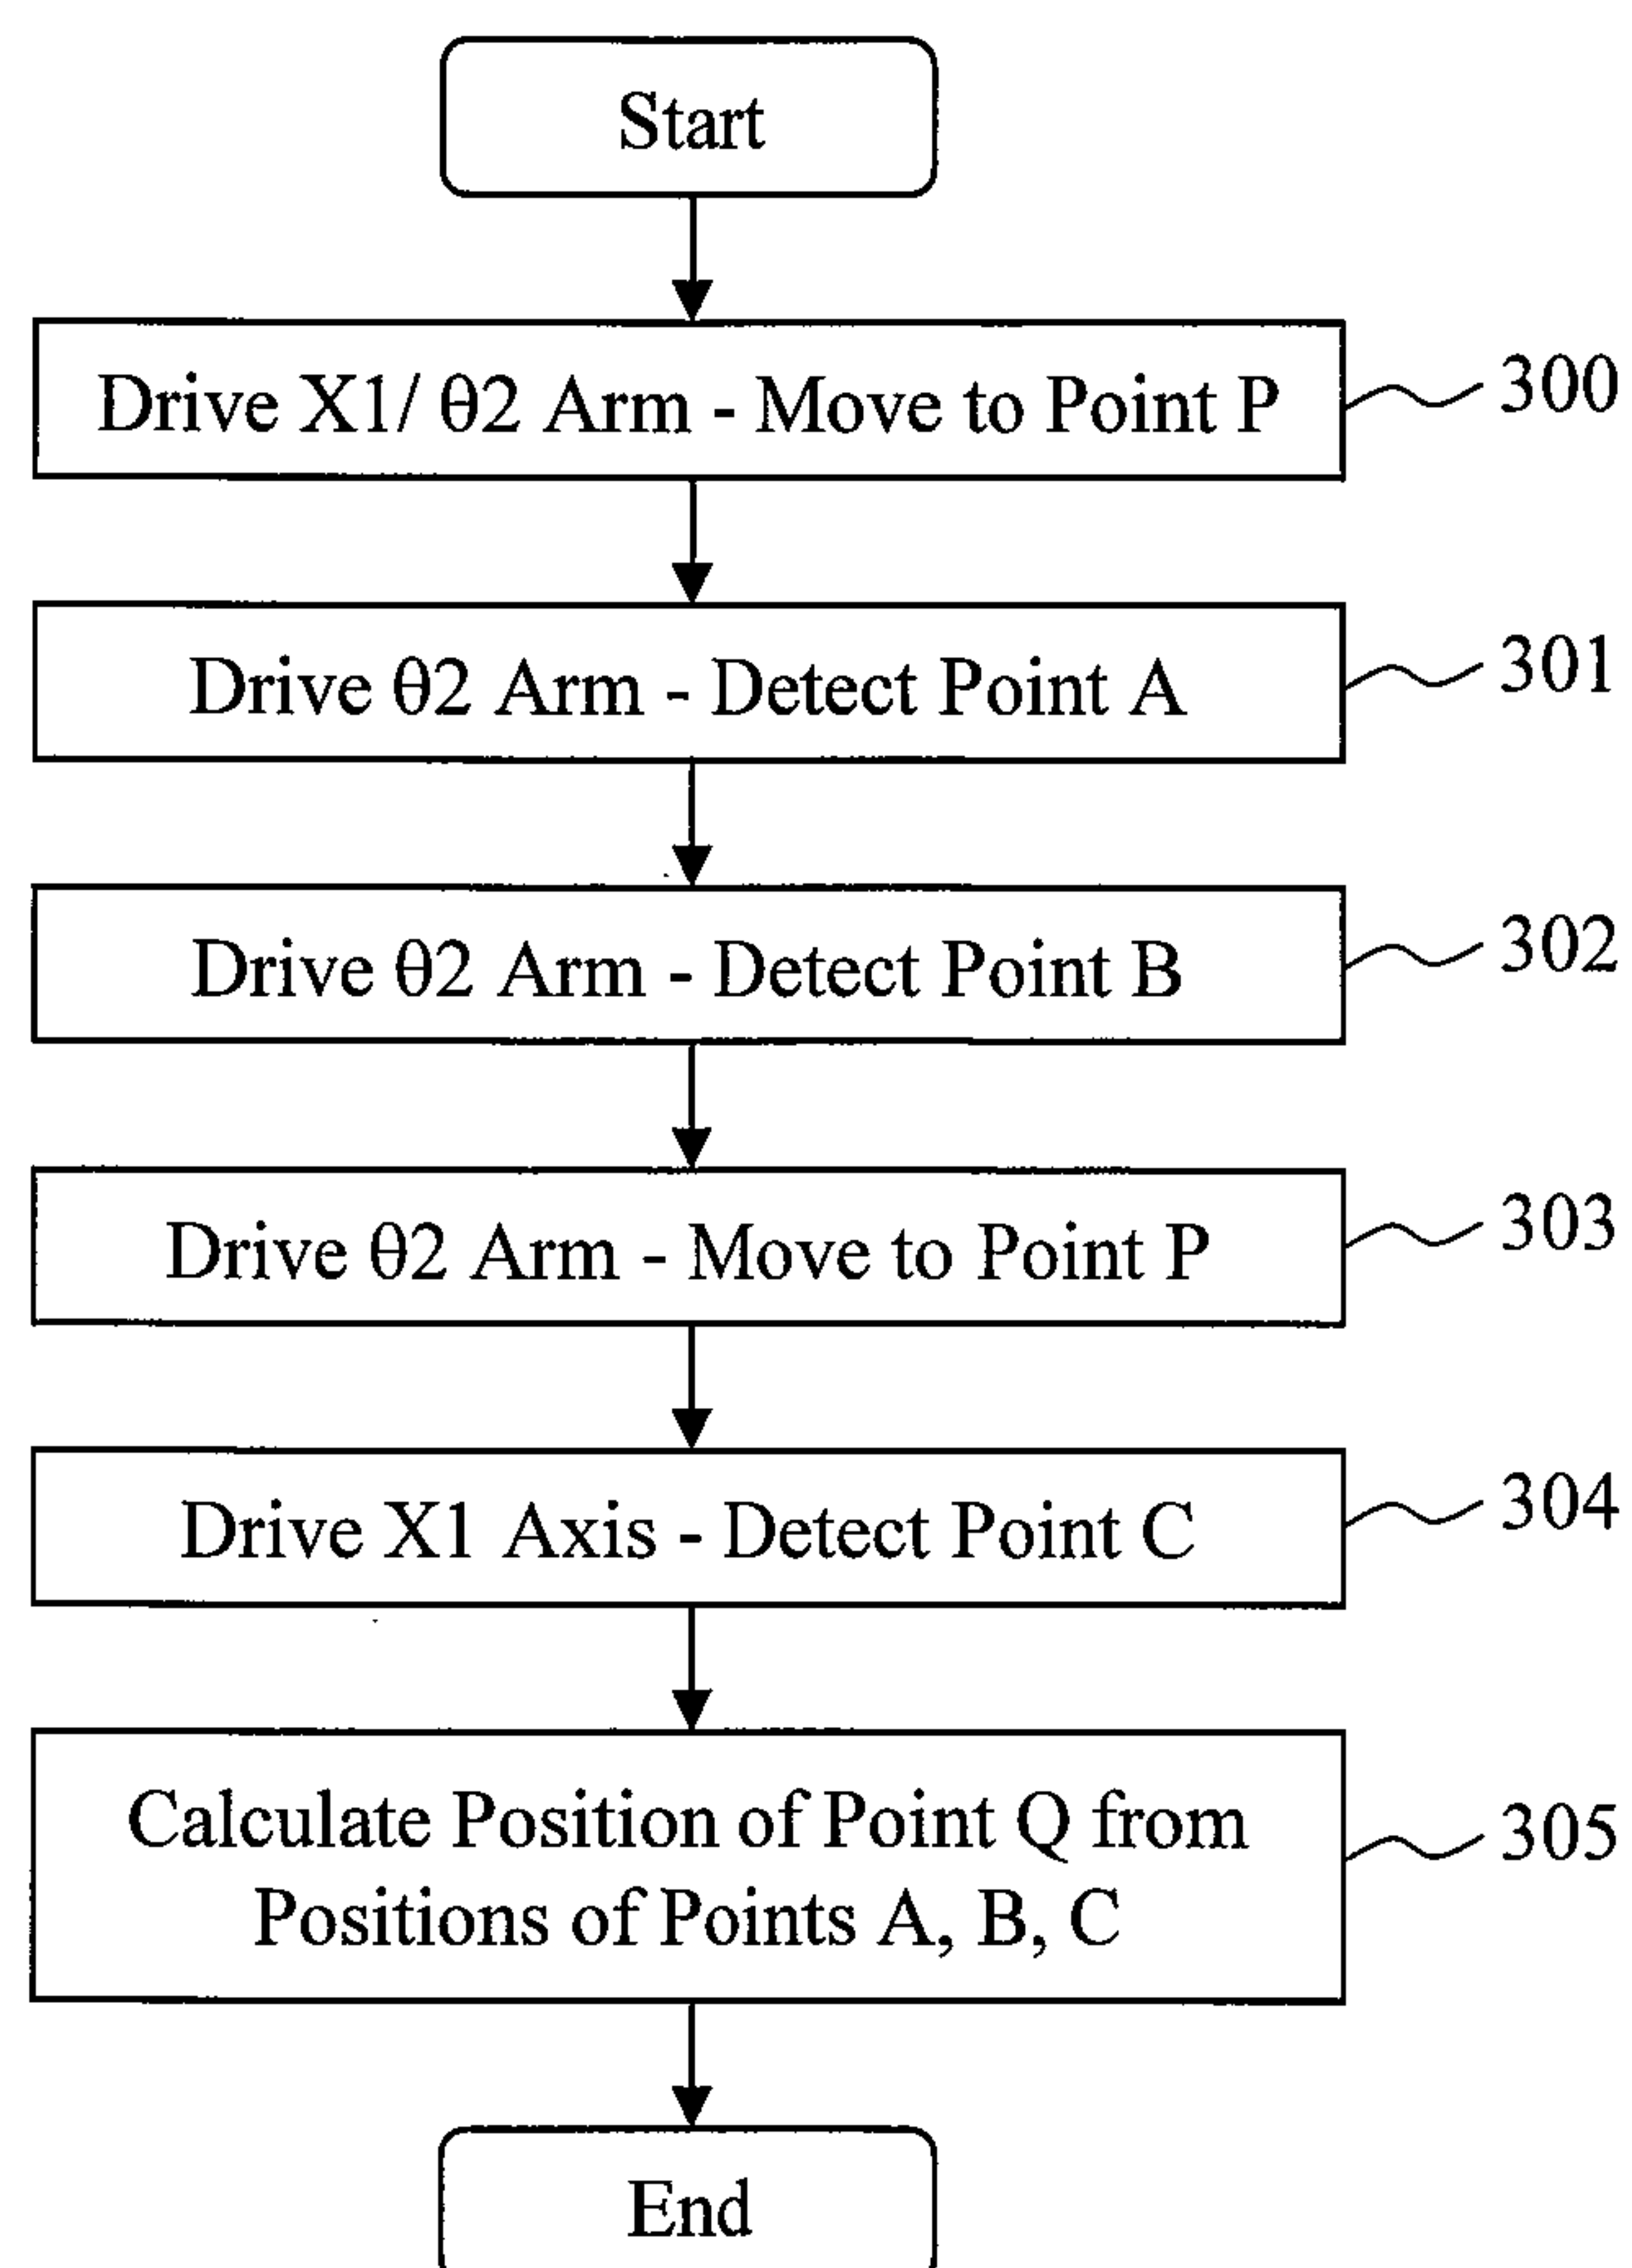 Start
Drive X1/ θ2 Arm - Move to Point P
300
Drive θ2 Arm - Detect Point A
301
Drive θ2 Arm - Detect Point B
302
Drive θ2 Arm - Move to Point P
303
Drive X1 Axis - Detect Point C
304
Calculate Position of Point Q from
Positions of Points A, B, C
305
End